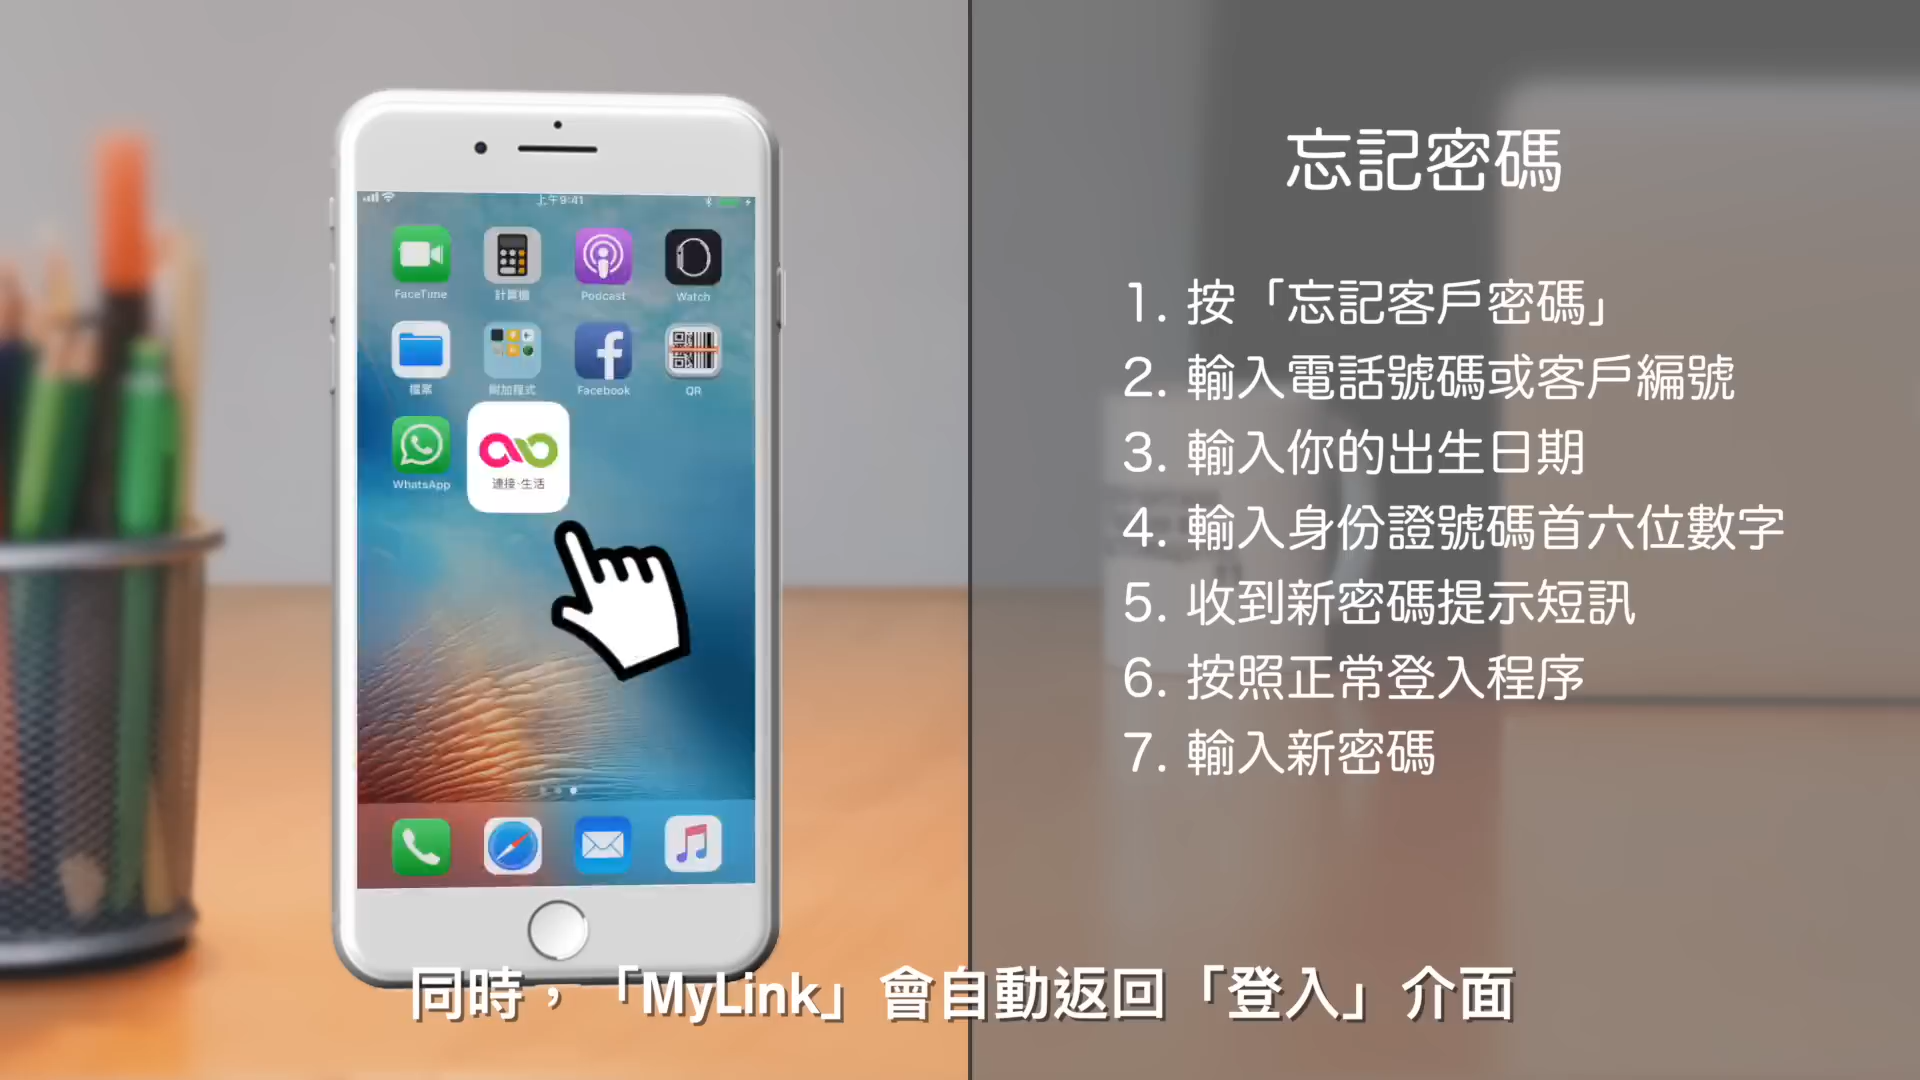 上午9:41
FaceTime
計算機
Podcast
Watch
檔案
附加程式
Facebook
QR
WhatsApp
連接·生活
忘記密碼
1. 按「忘記客戶密碼」
2. 輸入電話號碼或客戶編號
3. 輸入你的出生日期
4. 輸入身份證號碼首六位數字
5. 收到新密碼提示短訊
6. 按照正常登入程序
7. 輸入新密碼
同時，「MyLink」會自動返回「登入」介面